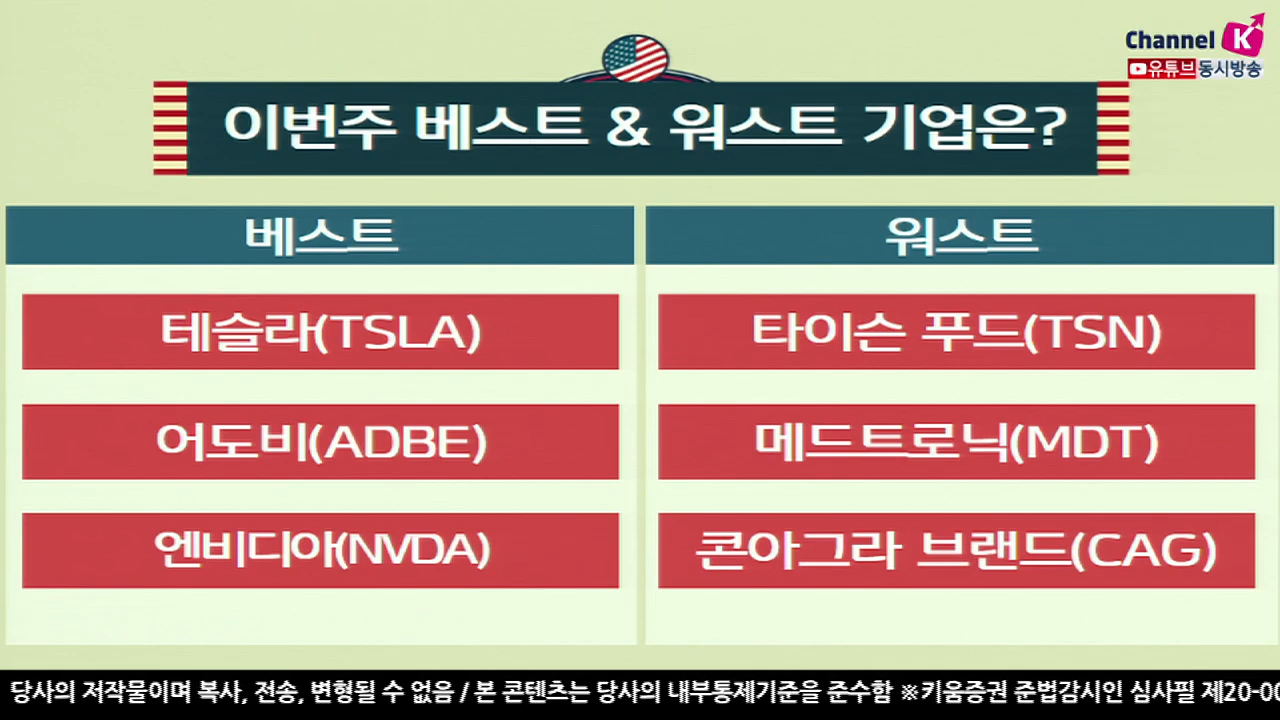 Channel K
유튜브동시방송
이번주 베스트 & 워스트 기업은?
베스트
워스트
테슬라(TSLA)
타이슨 푸드(TSN)
어도비(ADBE)
메드트로닉(MDT)
엔비디아(NVDA)
콘아그라 브랜드(CAG)
당사의 저작물이며 복사, 전송, 변형될 수 없음 / 본 콘텐츠는 당사의 내부통제기준을 준수함 ※키움증권 준법감시인 심사필 제20-00